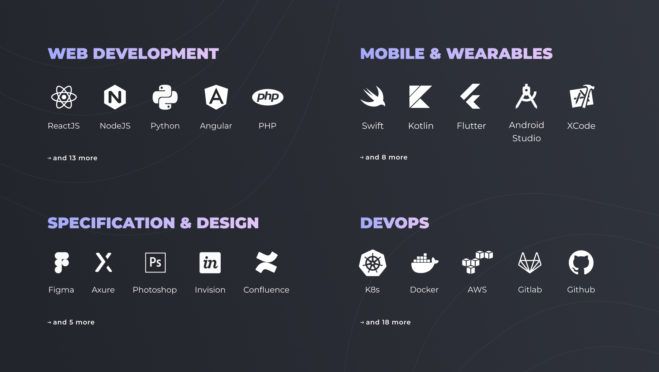 WEB DEVELOPMENT
ReactJS NodeJS Python Angular PHP
php
→ and 13 more
MOBILE & WEARABLES
Swift Kotlin Flutter Android Studio XCode
→ and 8 more
SPECIFICATION & DESIGN
Ps in
Figma Axure Photoshop Invision Confluence
→ and 5 more
DEVOPS
K8s Docker AWS Gitlab Github
→ and 18 more